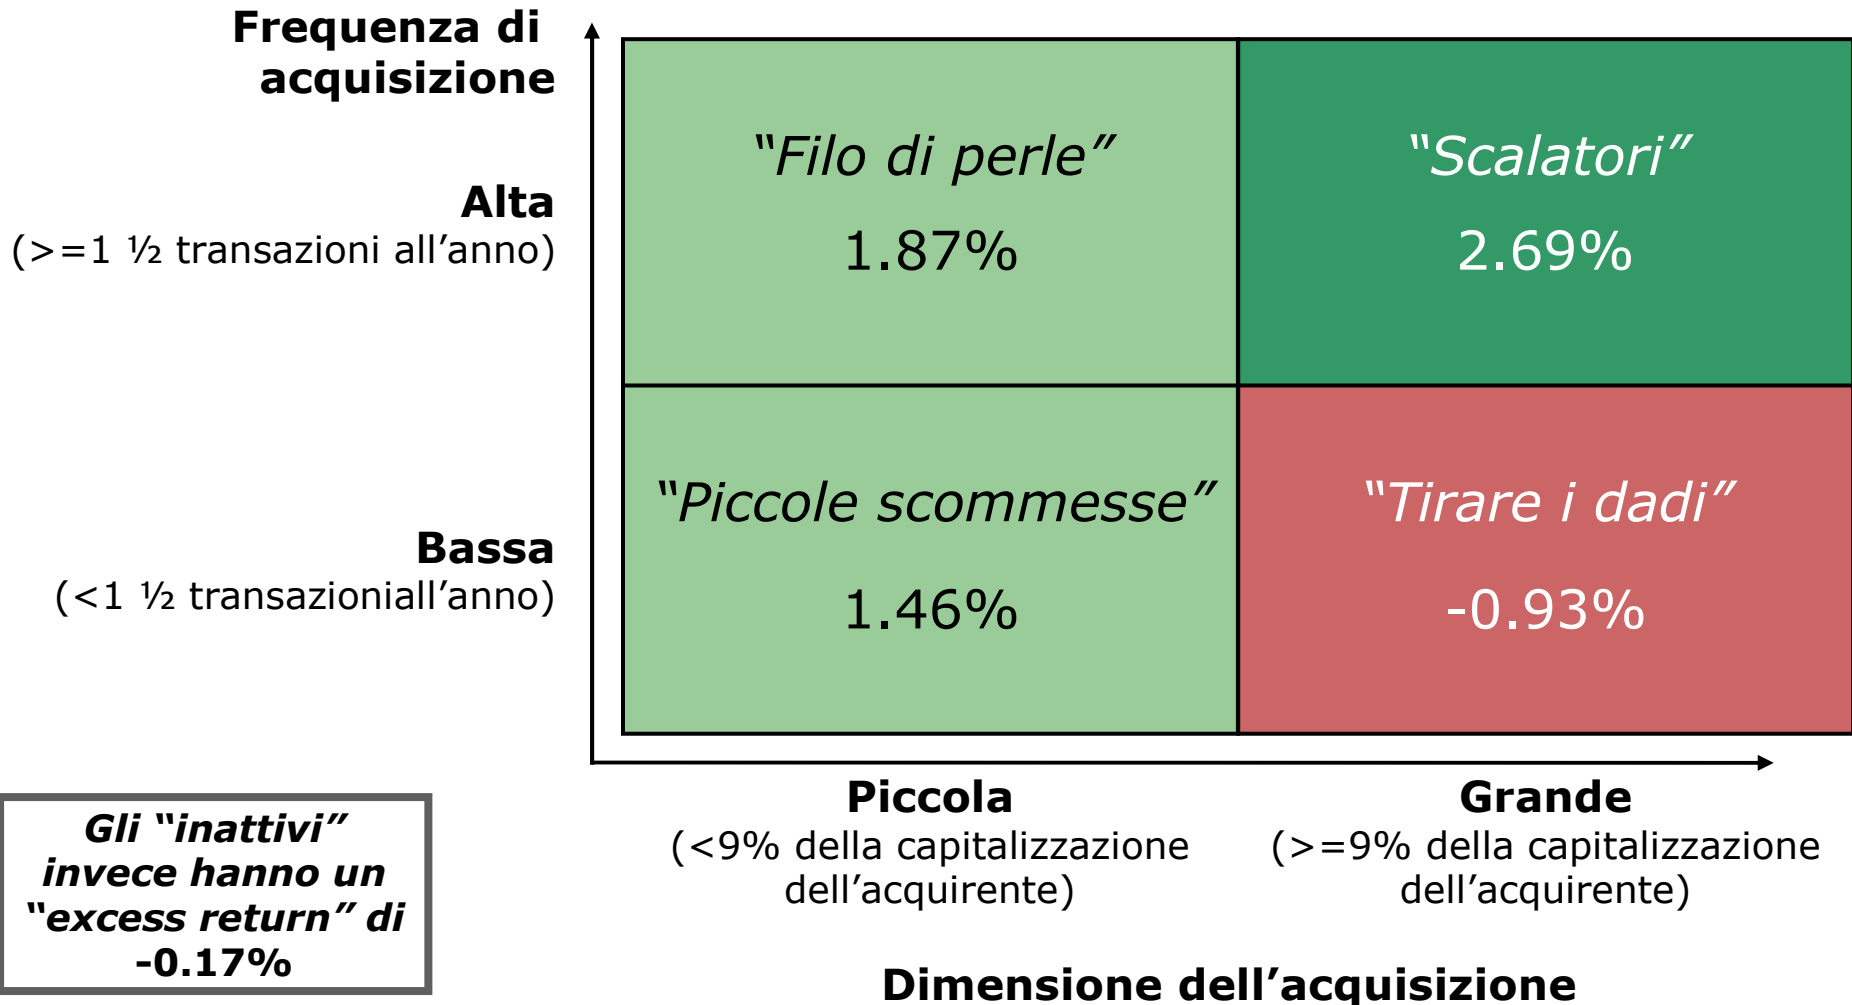 Frequenza di
acquisizione
“Filo di perle”
“Scalatori”
Alta
(>=1 ½ transazioni all’anno)
1.87%
2.69%
“Piccole scommesse”
“Tirare i dadi”
Bassa
(<1 ½ transazioniall’anno)
1.46%
-0.93%
Piccola
(<9% della capitalizzazione
dell’acquirente)
Grande
(>=9% della capitalizzazione
dell’acquirente)
Gli “inattivi”
invece hanno un
“excess return” di
-0.17%
Dimensione dell’acquisizione